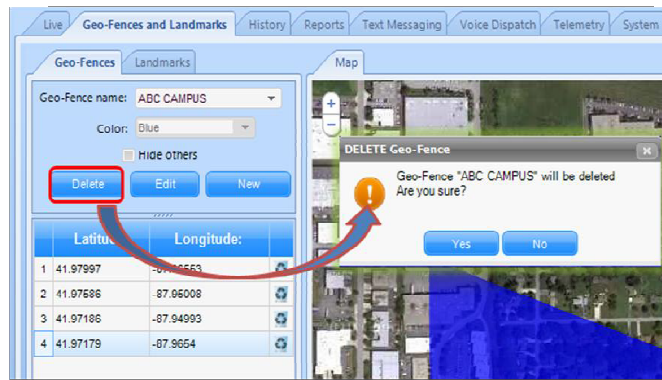 Live Geo-Fences and Landmarks History Reports Text Messaging Voice Dispatch Telemetry System
Geo-Fences Landmarks Map
Geo-Fence name: ABC CAMPUS
Color: Blue
Hide others
Delete Edit New
DELETE Geo-Fence
Geo-Fence "ABC CAMPUS" will be deleted
Are you sure?
Yes No
Longitude:
1 41.97997
2 41.97586 -87.96008
3 41.97186 -87.94993
4 41.97179 -87.9654